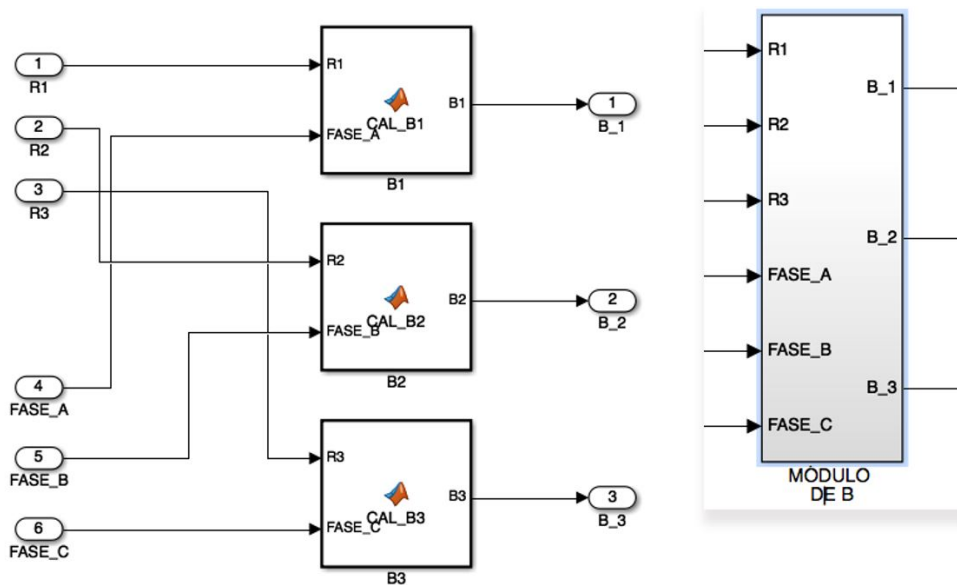 1
R1
2
R2
3
R3
4
FASE_A
5
FASE_B
6
FASE_C
R1
FASE_A
CAL_B1
B1
B1
R2
FASE_B
CAL_B2
B2
B2
R3
FASE_C
CAL_B3
B3
B3
1
B_1
2
B_2
3
B_3
R1
R2
R3
FASE_A
FASE_B
FASE_C
B_1
B_2
B_3
MÓDULO
DE B